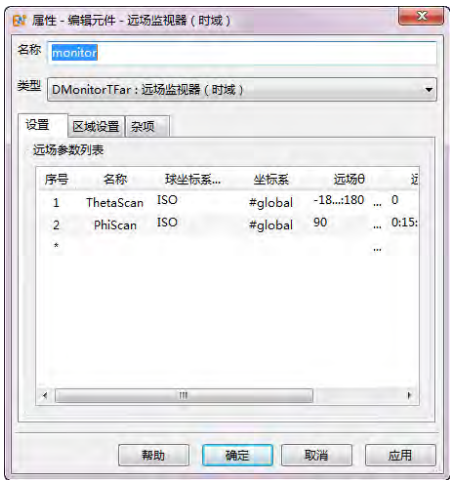 属性 - 编辑元件 - 远场监视器（时域）
名称 monitor
类型 DMonitorTFar : 远场监视器（时域）
设置 区域设置 杂项
远场参数列表
序号 名称 球坐标系... 坐标系 远场θ
1 ThetaScan ISO #global -18...:180 ... 0
2 PhiScan ISO #global 90 ... 0:15:
* ...
帮助 确定 取消 应用